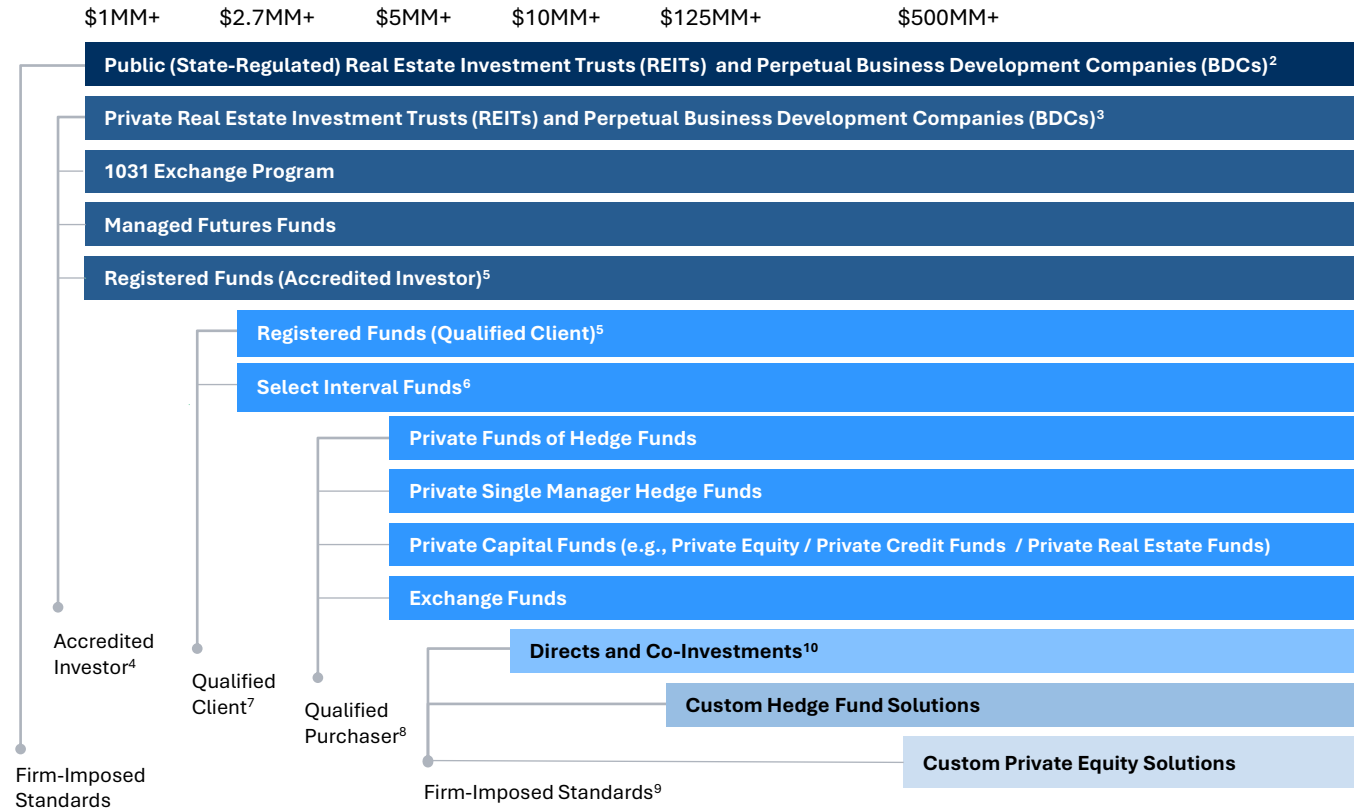 $1MM+ $2.7MM+ $5MM+ $10MM+ $125MM+ $500MM+
Public (State-Regulated) Real Estate Investment Trusts (REITs) and Perpetual Business Development Companies (BDCs)²
Private Real Estate Investment Trusts (REITs) and Perpetual Business Development Companies (BDCs)³
1031 Exchange Program
Managed Futures Funds
Registered Funds (Accredited Investor)⁵
Registered Funds (Qualified Client)⁵
Select Interval Funds⁶
Private Funds of Hedge Funds
Private Single Manager Hedge Funds
Private Capital Funds (e.g., Private Equity / Private Credit Funds / Private Real Estate Funds)
Exchange Funds
Directs and Co-Investments¹⁰
Custom Hedge Fund Solutions
Custom Private Equity Solutions
Accredited
Investor⁴
Qualified
Client⁷
Qualified
Purchaser⁸
Firm-Imposed
Standards
Firm-Imposed Standards⁹